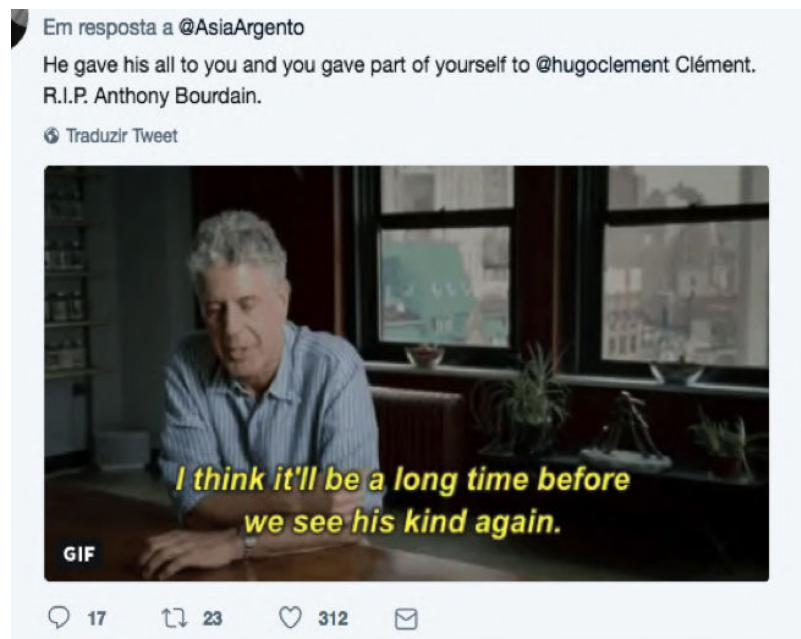 Em resposta a @AsiaArgento
He gave his all to you and you gave part of yourself to @hugoclement Clément.
R.I.P. Anthony Bourdain.
Traduzir Tweet
I think it'll be a long time before
we see his kind again.
GIF
17 23 312